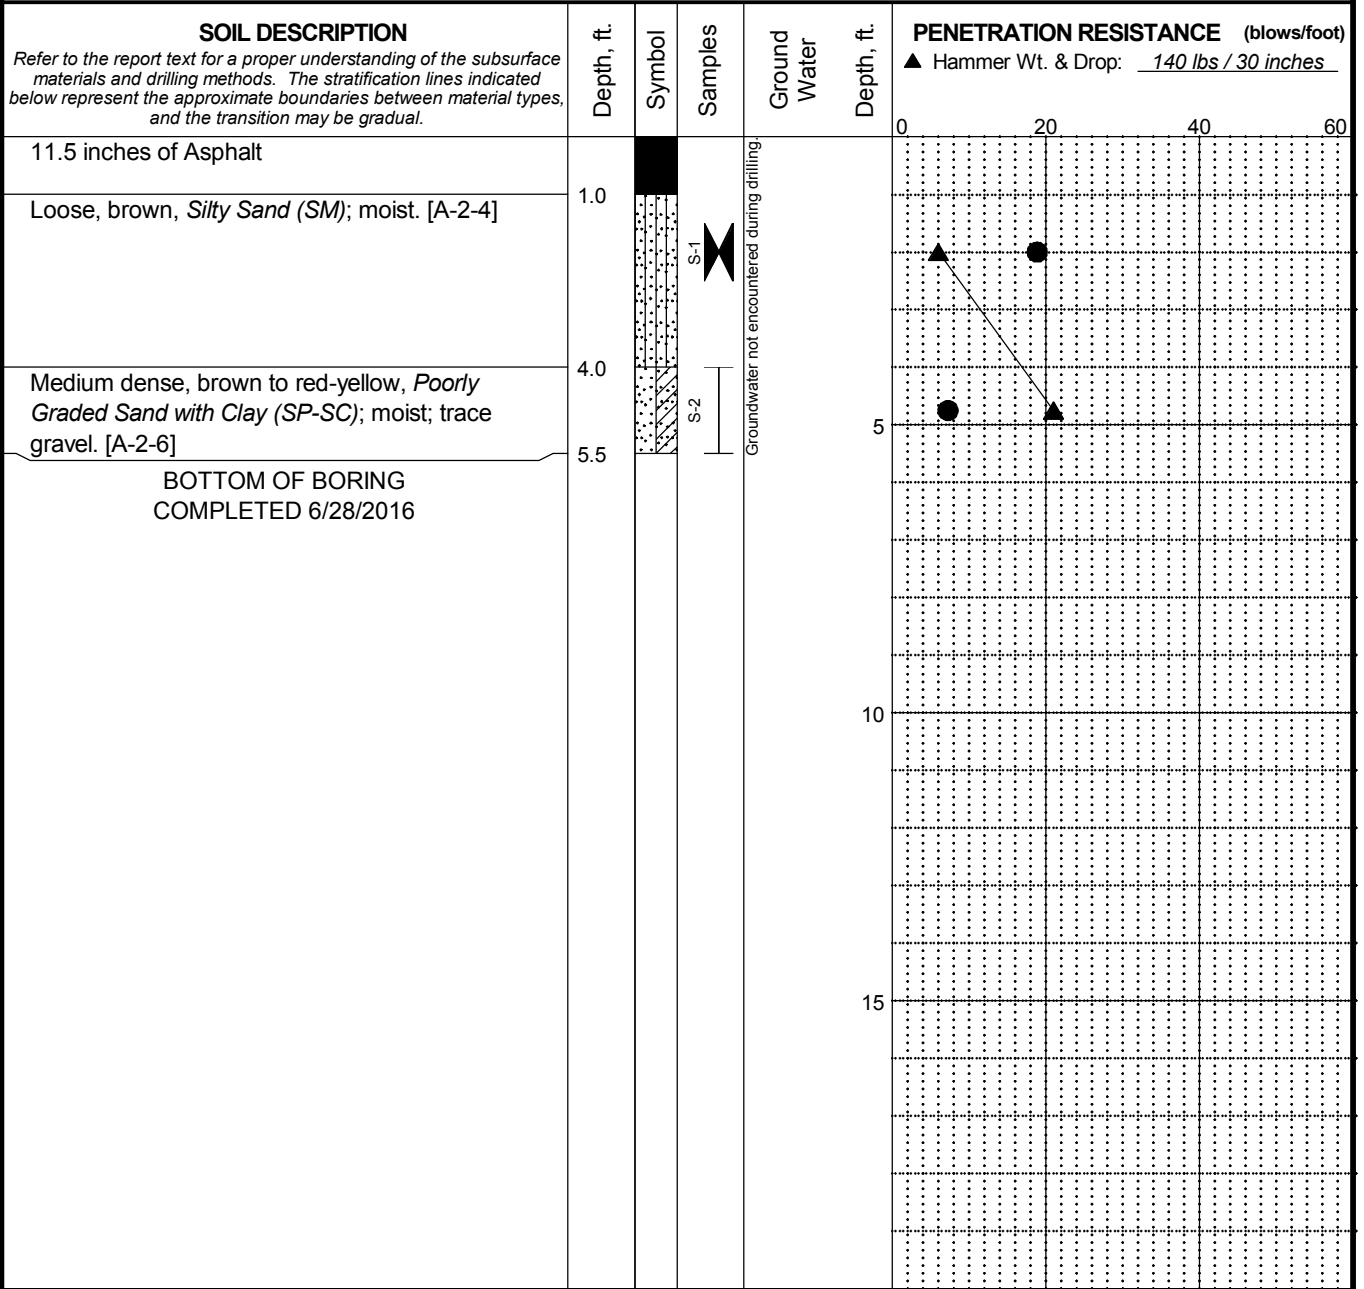 SOIL DESCRIPTION
Refer to the report text for a proper understanding of the subsurface
materials and drilling methods. The stratification lines indicated
below represent the approximate boundaries between material types,
and the transition may be gradual.
Depth, ft.
Symbol
Samples
Ground
Water
Depth, ft.
PENETRATION RESISTANCE (blows/foot)
▲ Hammer Wt. & Drop: 140 lbs / 30 inches
0 20 40 60
11.5 inches of Asphalt
1.0
Loose, brown, Silty Sand (SM); moist. [A-2-4]
S-1
Groundwater not encountered during drilling.
4.0
Medium dense, brown to red-yellow, Poorly
Graded Sand with Clay (SP-SC); moist; trace
gravel. [A-2-6]
S-2
5
5.5
BOTTOM OF BORING
COMPLETED 6/28/2016
10
15